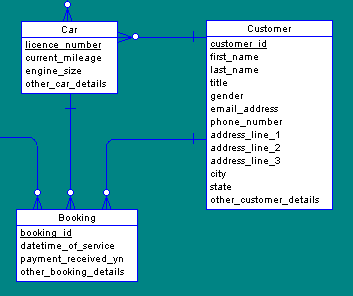 Car
licence_number
current_mileage
engine_size
other_car_details
Customer
customer_id
first_name
last_name
title
gender
email_address
phone_number
address_line_1
address_line_2
address_line_3
city
state
other_customer_details
Booking
booking_id
datetime_of_service
payment_received_yn
other_booking_details